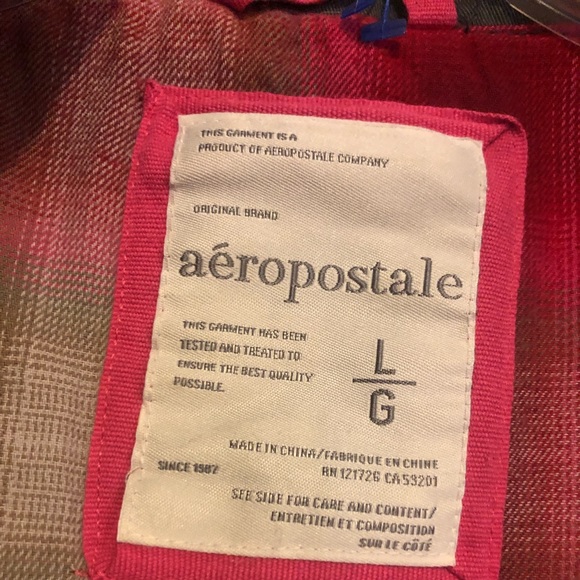 THIS GARMENT IS A
PRODUCT OF AEROPOSTALE COMPANY
ORIGINAL BRAND
aéropostale
THIS GARMENT HAS BEEN
TESTED AND TREATED TO
ENSURE THE BEST QUALITY
POSSIBLE.
L
G
MADE IN CHINA/FABRIQUE EN CHINE
RN 121726 CA 53201
SINCE 1987
SEE SIDE FOR CARE AND CONTENT/
ENTRETIEN ET COMPOSITION
SUR LE CÔTÉ